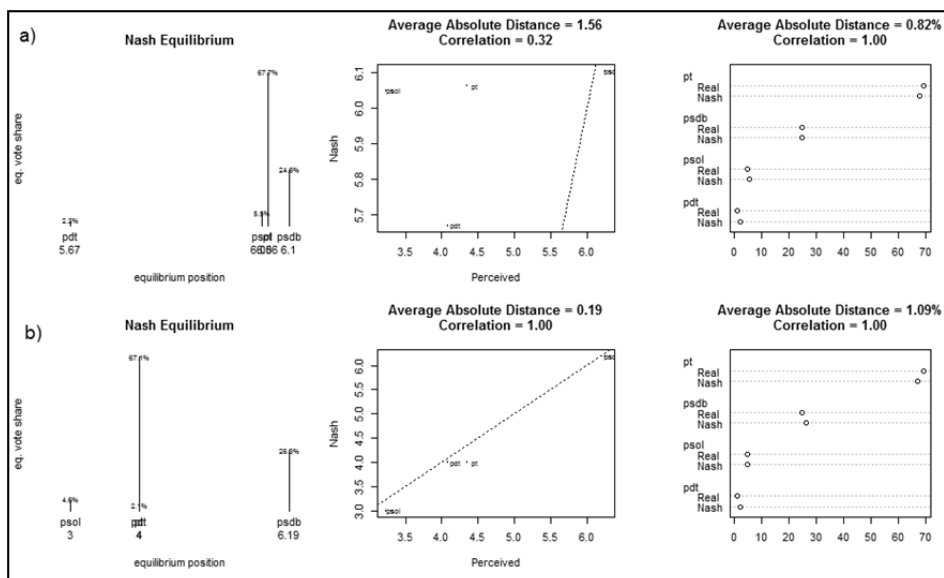 a)
Nash Equilibrium
eq. vote share
67.7%
24.6%
5.5%
2.2%
pdt
psdb
5.67
6.1
equilibrium position
Average Absolute Distance = 1.56
Correlation = 0.32
Nash
6.1
6.0
5.9
5.8
5.7
psol
pt
pdt
3.5 4.0 4.5 5.0 5.5 6.0
Perceived
Average Absolute Distance = 0.82%
Correlation = 1.00
pt
Real
Nash
psdb
Real
Nash
psol
Real
Nash
pdt
Real
Nash
0 10 20 30 40 50 60 70
b)
Nash Equilibrium
eq. vote share
67.1%
4.6%
2.1%
psol
pdt
psdb
3
4
6.19
equilibrium position
Average Absolute Distance = 0.19
Correlation = 1.00
Nash
6.0
5.5
5.0
4.5
4.0
3.5
3.0
pdt
pt
psol
3.5 4.0 4.5 5.0 5.5 6.0
Perceived
Average Absolute Distance = 1.09%
Correlation = 1.00
pt
Real
Nash
psdb
Real
Nash
psol
Real
Nash
pdt
Real
Nash
0 10 20 30 40 50 60 70